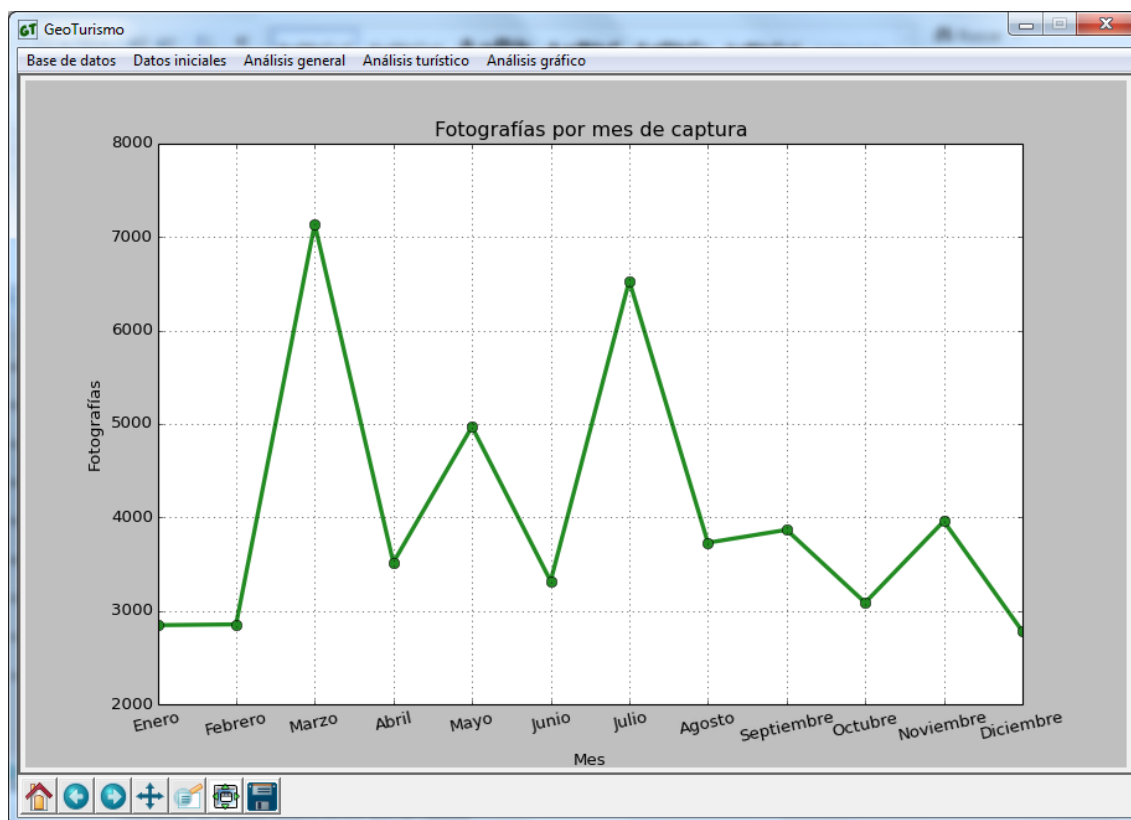 GT GeoTurismo
Base de datos Datos iniciales Análisis general Análisis turístico Análisis gráfico
Fotografías por mes de captura
8000
7000
6000
5000
4000
3000
2000
Fotografías
Enero Febrero Marzo Abril Mayo Junio Julio Agosto Septiembre Octubre Noviembre Diciembre
Mes